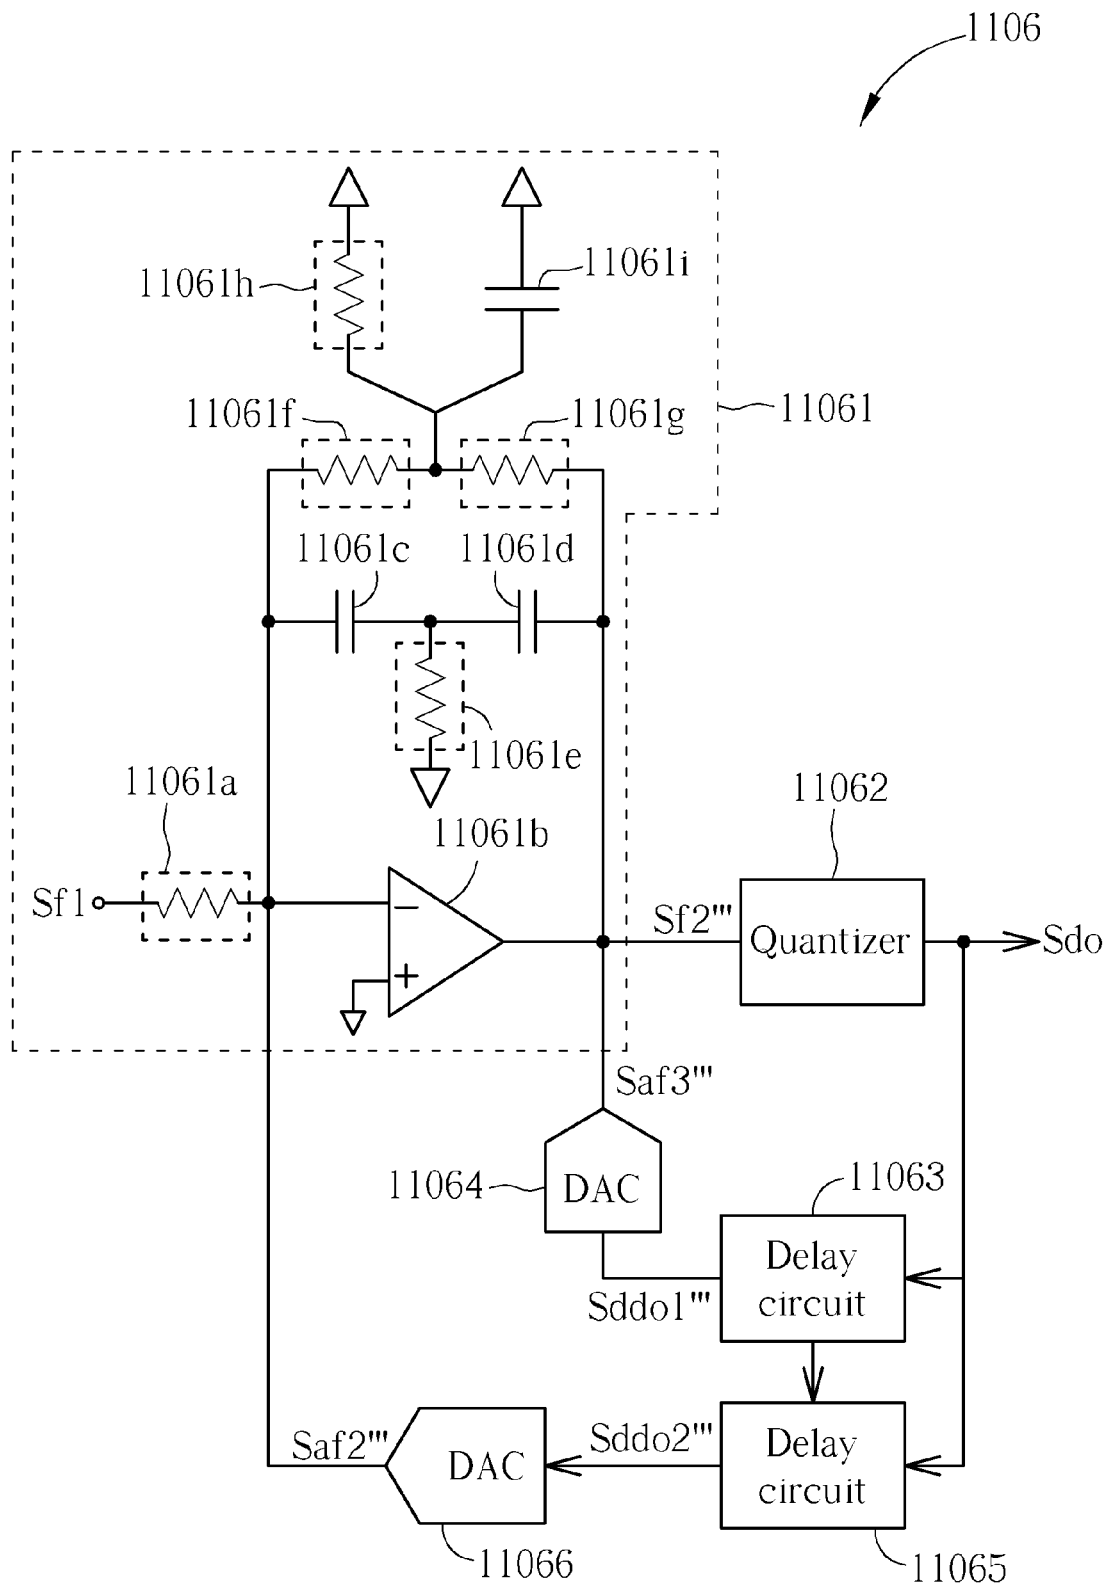 1106
11061h
11061i
11061f
11061g
11061
11061c
11061d
11061e
11061a
11062
11061b
Sf1
−
Sf2'''
Quantizer
Sdo
+
Saf3'''
11064
DAC
11063
Delay
circuit
Sddo1'''
Saf2'''
DAC
Sddo2'''
Delay
circuit
11066
11065